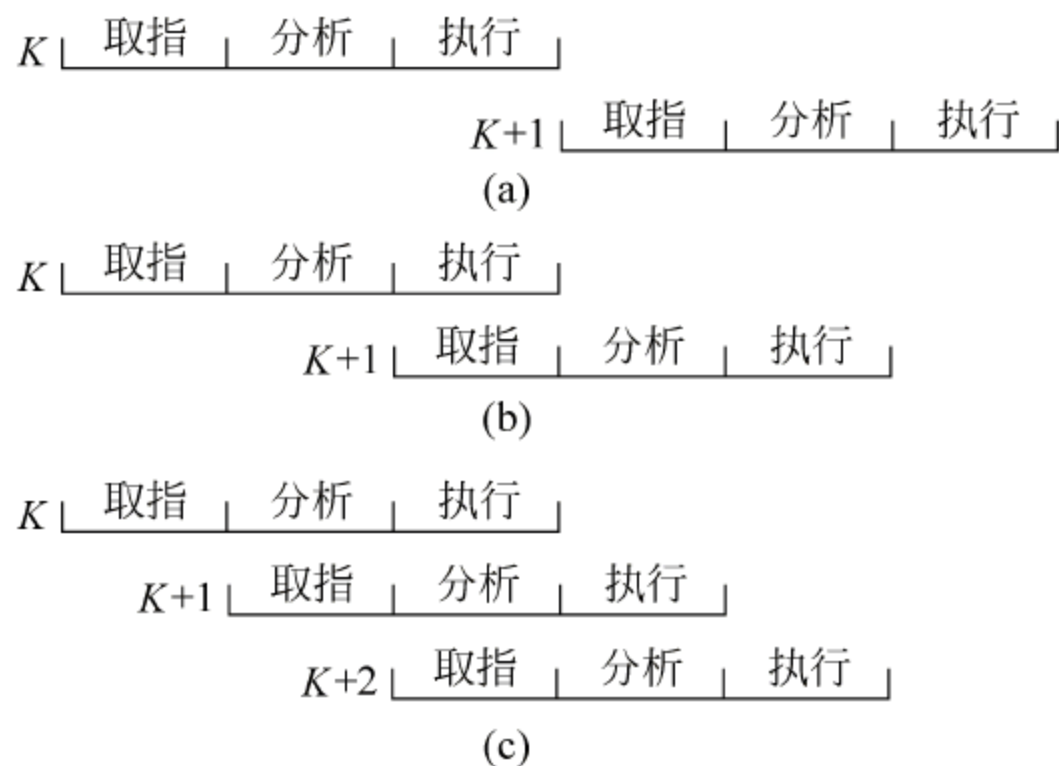 K 取指 分析 执行
K+1 取指 分析 执行
(a)
K 取指 分析 执行
K+1 取指 分析 执行
(b)
K 取指 分析 执行
K+1 取指 分析 执行
K+2 取指 分析 执行
(c)